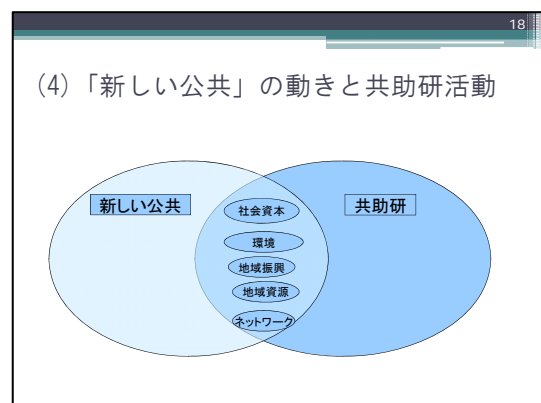 18
(4)「新しい公共」の動きと共助研活動
新しい公共
共助研
社会資本
環境
地域振興
地域資源
ネットワーク